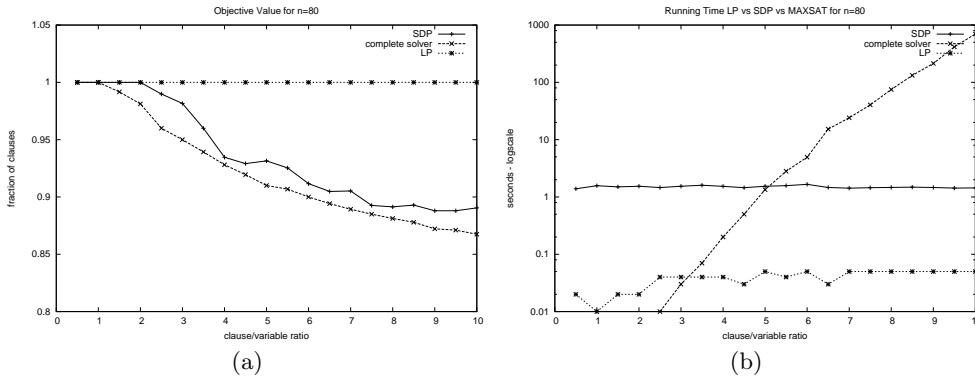 Objective Value for n=80
1.05
1
0.95
0.9
0.85
0.8
fraction of clauses
SDP
complete solver
LP
0 1 2 3 4 5 6 7 8 9 10
clause/variable ratio
(a)
Running Time LP vs SDP vs MAXSAT for n=80
1000
100
10
1
0.1
0.01
seconds - logscale
SDP
complete solver
LP
0 1 2 3 4 5 6 7 8 9 1
clause/variable ratio
(b)